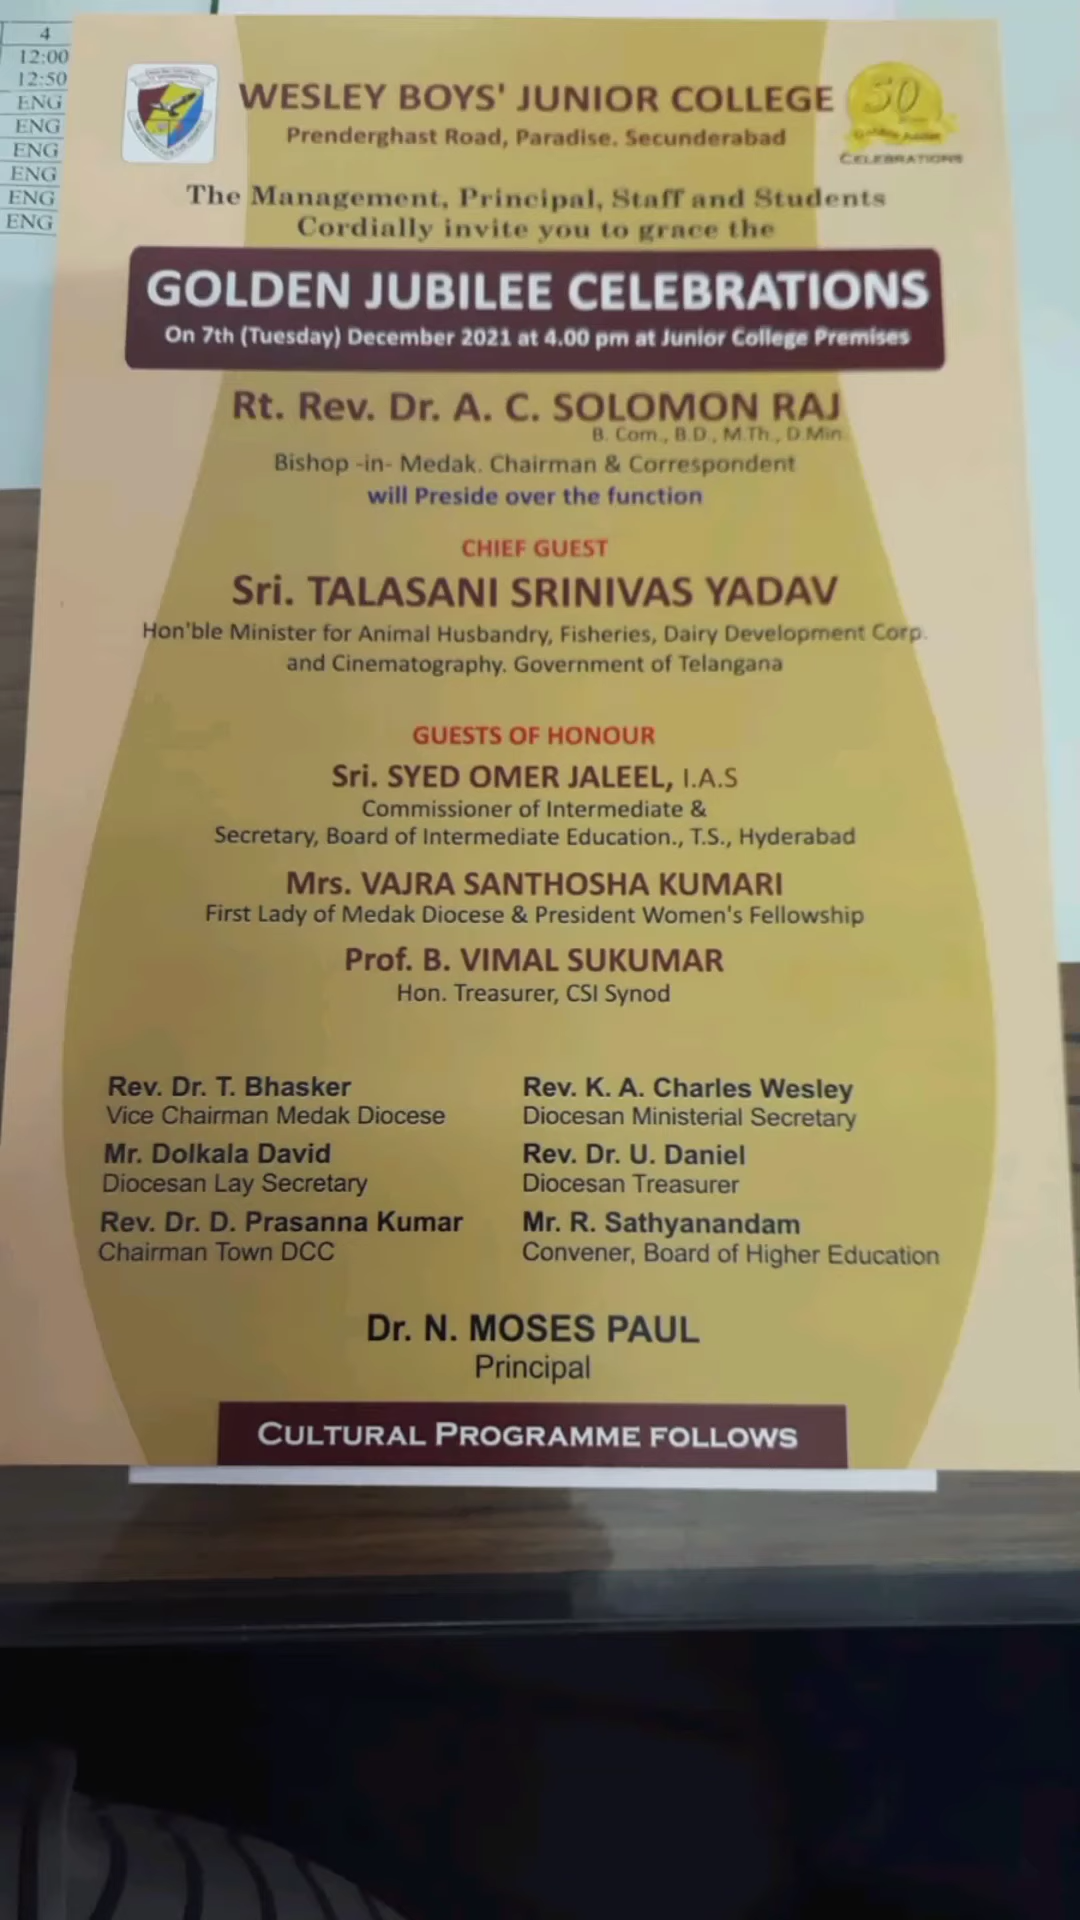 4
12:00
12:50
ENG
ENG
ENG
ENG
ENG
ENG
WESLEY BOYS' JUNIOR COLLEGE
Prenderghast Road, Paradise. Secunderabad
50
Golden Jubilee
CELEBRATIONS
The Management, Principal, Staff and Students
Cordially invite you to grace the
GOLDEN JUBILEE CELEBRATIONS
On 7th (Tuesday) December 2021 at 4.00 pm at Junior College Premises
Rt. Rev. Dr. A. C. SOLOMON RAJ
B. Com., B.D., M.Th., D.Min.
Bishop -in- Medak. Chairman & Correspondent
will Preside over the function
CHIEF GUEST
Sri. TALASANI SRINIVAS YADAV
Hon'ble Minister for Animal Husbandry, Fisheries, Dairy Development Corp.
and Cinematography. Government of Telangana
GUESTS OF HONOUR
Sri. SYED OMER JALEEL, I.A.S
Commissioner of Intermediate &
Secretary, Board of Intermediate Education., T.S., Hyderabad
Mrs. VAJRA SANTHOSHA KUMARI
First Lady of Medak Diocese & President Women's Fellowship
Prof. B. VIMAL SUKUMAR
Hon. Treasurer, CSI Synod
Rev. Dr. T. Bhasker
Vice Chairman Medak Diocese
Rev. K. A. Charles Wesley
Diocesan Ministerial Secretary
Mr. Dolkala David
Diocesan Lay Secretary
Rev. Dr. U. Daniel
Diocesan Treasurer
Rev. Dr. D. Prasanna Kumar
Chairman Town DCC
Mr. R. Sathyanandam
Convener, Board of Higher Education
Dr. N. MOSES PAUL
Principal
CULTURAL PROGRAMME FOLLOWS